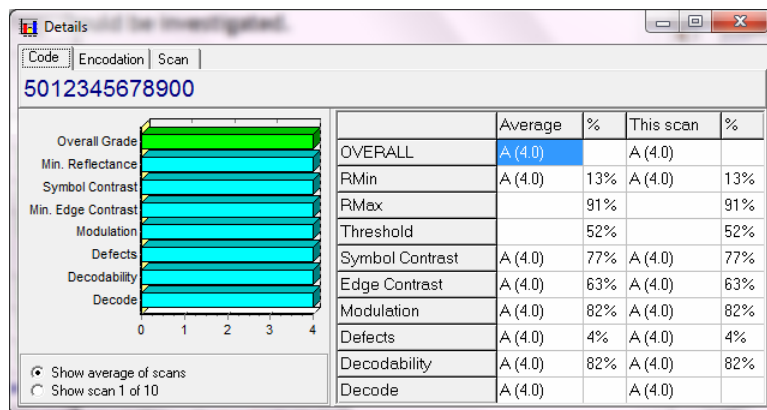 could be investigated.
Details
Code Encodation Scan
5012345678900
Overall Grade
Min. Reflectance
Symbol Contrast
Min. Edge Contrast
Modulation
Defects
Decodability
Decode
0 1 2 3 4
Show average of scans
Show scan 1 of 10
Average % This scan %
OVERALL A (4.0) A (4.0)
RMin A (4.0) 13% A (4.0) 13%
RMax 91% 91%
Threshold 52% 52%
Symbol Contrast A (4.0) 77% A (4.0) 77%
Edge Contrast A (4.0) 63% A (4.0) 63%
Modulation A (4.0) 82% A (4.0) 82%
Defects A (4.0) 4% A (4.0) 4%
Decodability A (4.0) 82% A (4.0) 82%
Decode A (4.0) A (4.0)